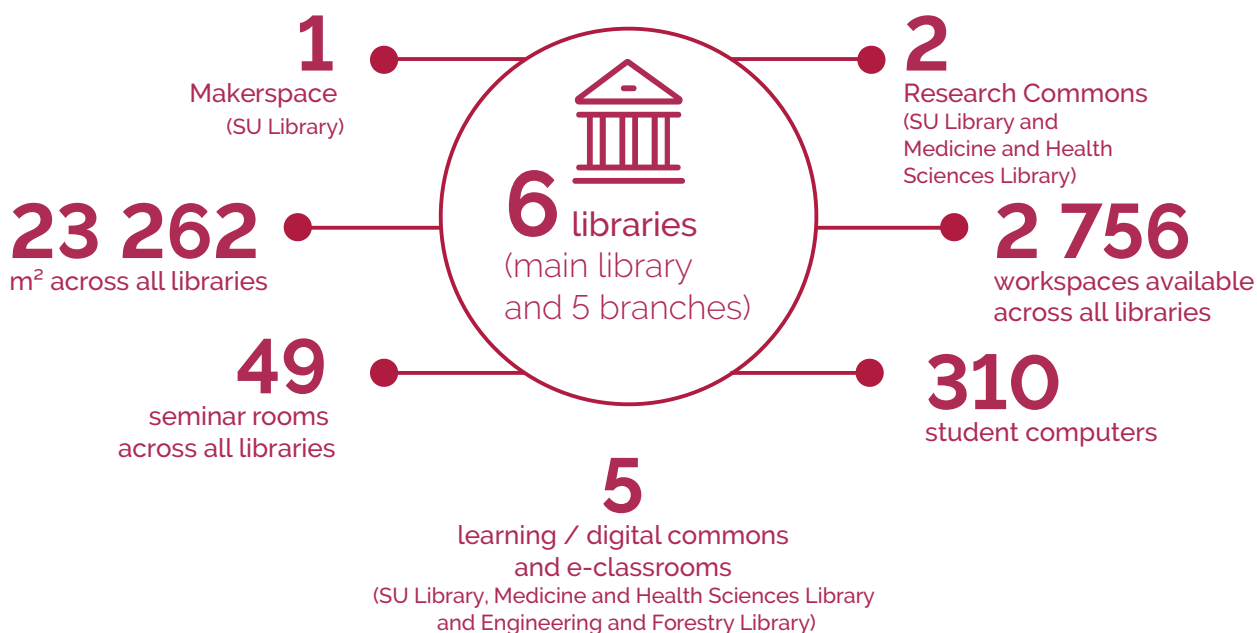 1
Makerspace
(SU Library)
2
Research Commons
(SU Library and
Medicine and Health
Sciences Library)
6 libraries
(main library
and 5 branches)
23 262
m² across all libraries
2 756
workspaces available
across all libraries
49
seminar rooms
across all libraries
310
student computers
5
learning / digital commons
and e-classrooms
(SU Library, Medicine and Health Sciences Library
and Engineering and Forestry Library)